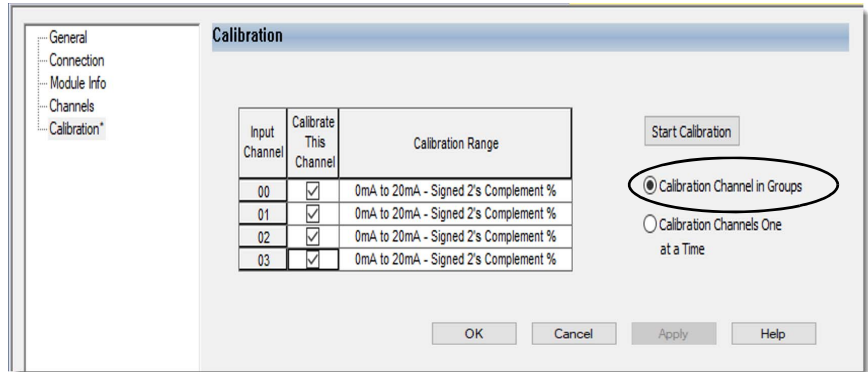 General
Connection
Module Info
Channels
Calibration*
Calibration
Input
Channel
Calibrate
This
Channel
Calibration Range
00 0mA to 20mA - Signed 2's Complement %
01 0mA to 20mA - Signed 2's Complement %
02 0mA to 20mA - Signed 2's Complement %
03 0mA to 20mA - Signed 2's Complement %
Start Calibration
Calibration Channel in Groups
Calibration Channels One
at a Time
OK Cancel Apply Help